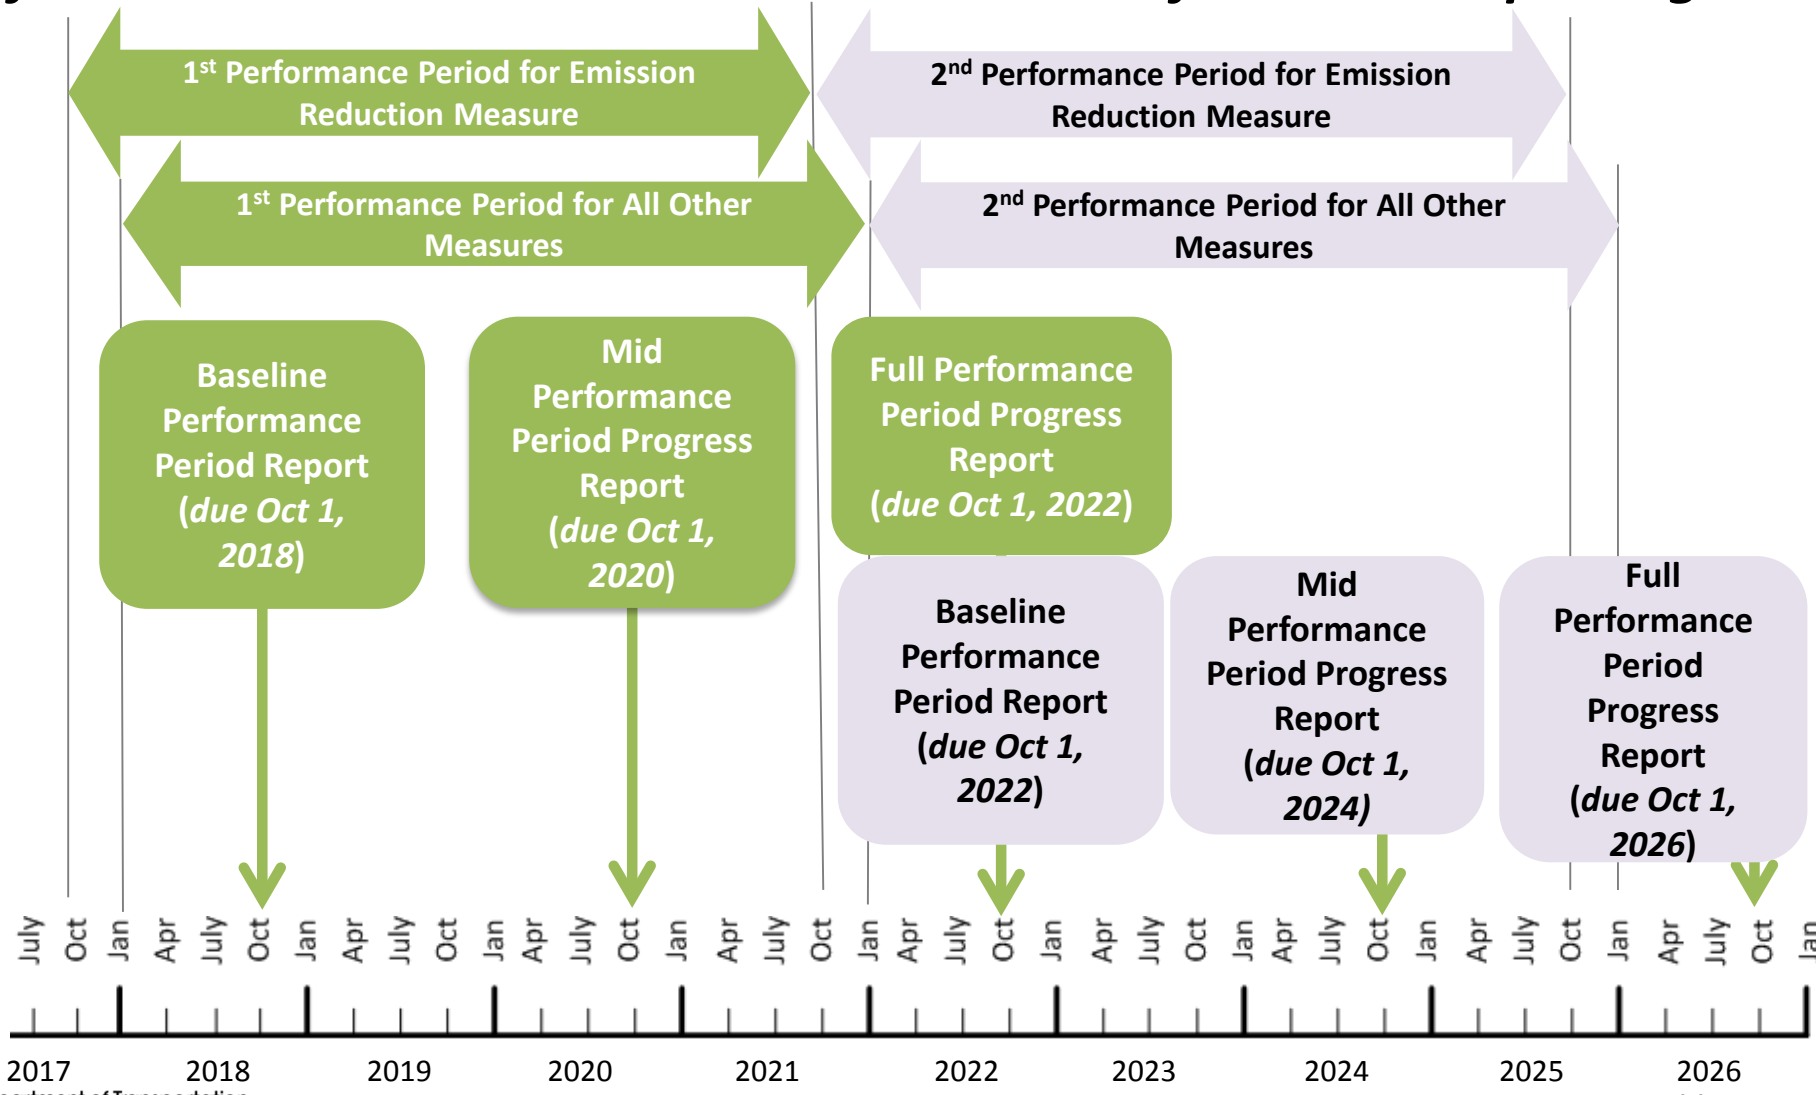 1st Performance Period for Emission
Reduction Measure
2nd Performance Period for Emission
Reduction Measure
1st Performance Period for All Other
Measures
2nd Performance Period for All Other
Measures
Baseline
Performance
Period Report
(due Oct 1,
2018)
Mid
Performance
Period Progress
Report
(due Oct 1,
2020)
Full Performance
Period Progress
Report
(due Oct 1, 2022)
Baseline
Performance
Period Report
(due Oct 1,
2022)
Mid
Performance
Period Progress
Report
(due Oct 1,
2024)
Full
Performance
Period
Progress
Report
(due Oct 1,
2026)
July Oct Jan Apr July Oct Jan Apr July Oct Jan Apr July Oct Jan Apr July Oct Jan Apr July Oct Jan Apr July Oct Jan Apr July Oct Jan Apr July Oct Jan Apr July Oct Jan
2017 2018 2019 2020 2021 2022 2023 2024 2025 2026